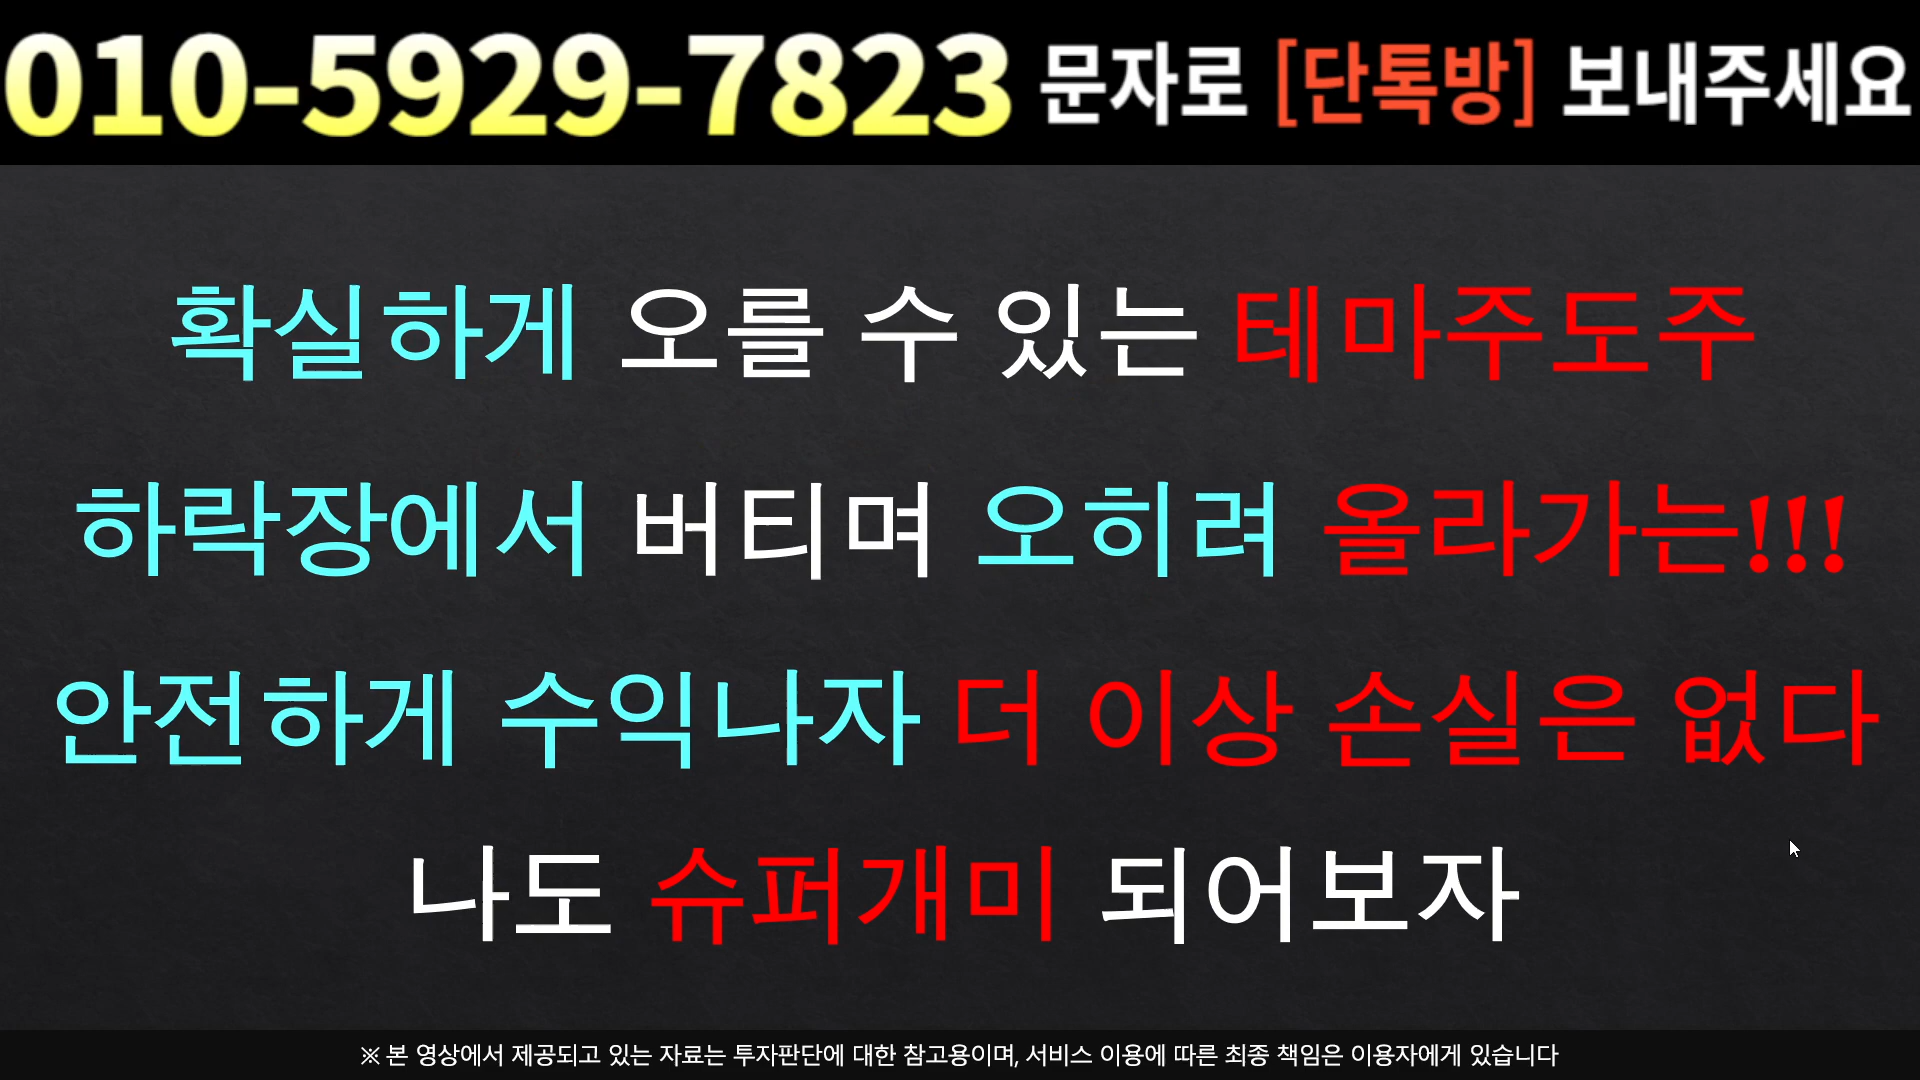 010-5929-7823 문자로 [단톡방] 보내주세요
확실하게 오를 수 있는 테마주도주
하락장에서 버티며 오히려 올라가는!!!
안전하게 수익나자 더 이상 손실은 없다
나도 슈퍼개미 되어보자
※ 본 영상에서 제공되고 있는 자료는 투자판단에 대한 참고용이며, 서비스 이용에 따른 최종 책임은 이용자에게 있습니다